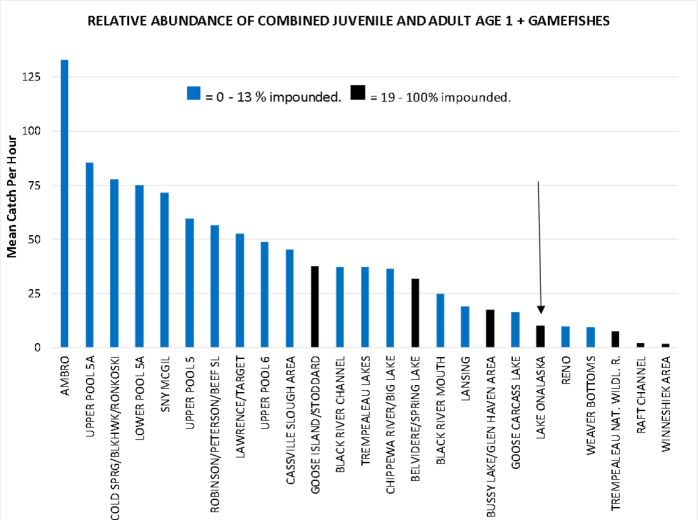 RELATIVE ABUNDANCE OF COMBINED JUVENILE AND ADULT AGE 1 + GAMEFISHES
= 0 - 13 % impounded.
= 19 - 100% impounded.
Mean Catch Per Hour
125
100
75
50
25
0
AMBRO
UPPER POOL 5A
COLD SPRG/BLKHWK/RONKOSKI
LOWER POOL 5A
SNY MCGIL
UPPER POOL 5
ROBINSON/PETERSON/BEEF SL
LAWRENCE/TARGET
UPPER POOL 6
CASSVILLE SLOUGH AREA
GOOSE ISLAND/STODDARD
BLACK RIVER CHANNEL
TREMPEALEAU LAKES
CHIPPEWA RIVER/BIG LAKE
BELVIDERE/SPRING LAKE
BLACK RIVER MOUTH
LANSING
BUSSY LAKE/GLEN HAVEN AREA
GOOSE CARCASS LAKE
LAKE ONALASKA
RENO
WEAVER BOTTOMS
TREMPEALEAU NAT. WILDL. R.
RAFT CHANNEL
WINNESHIEK AREA